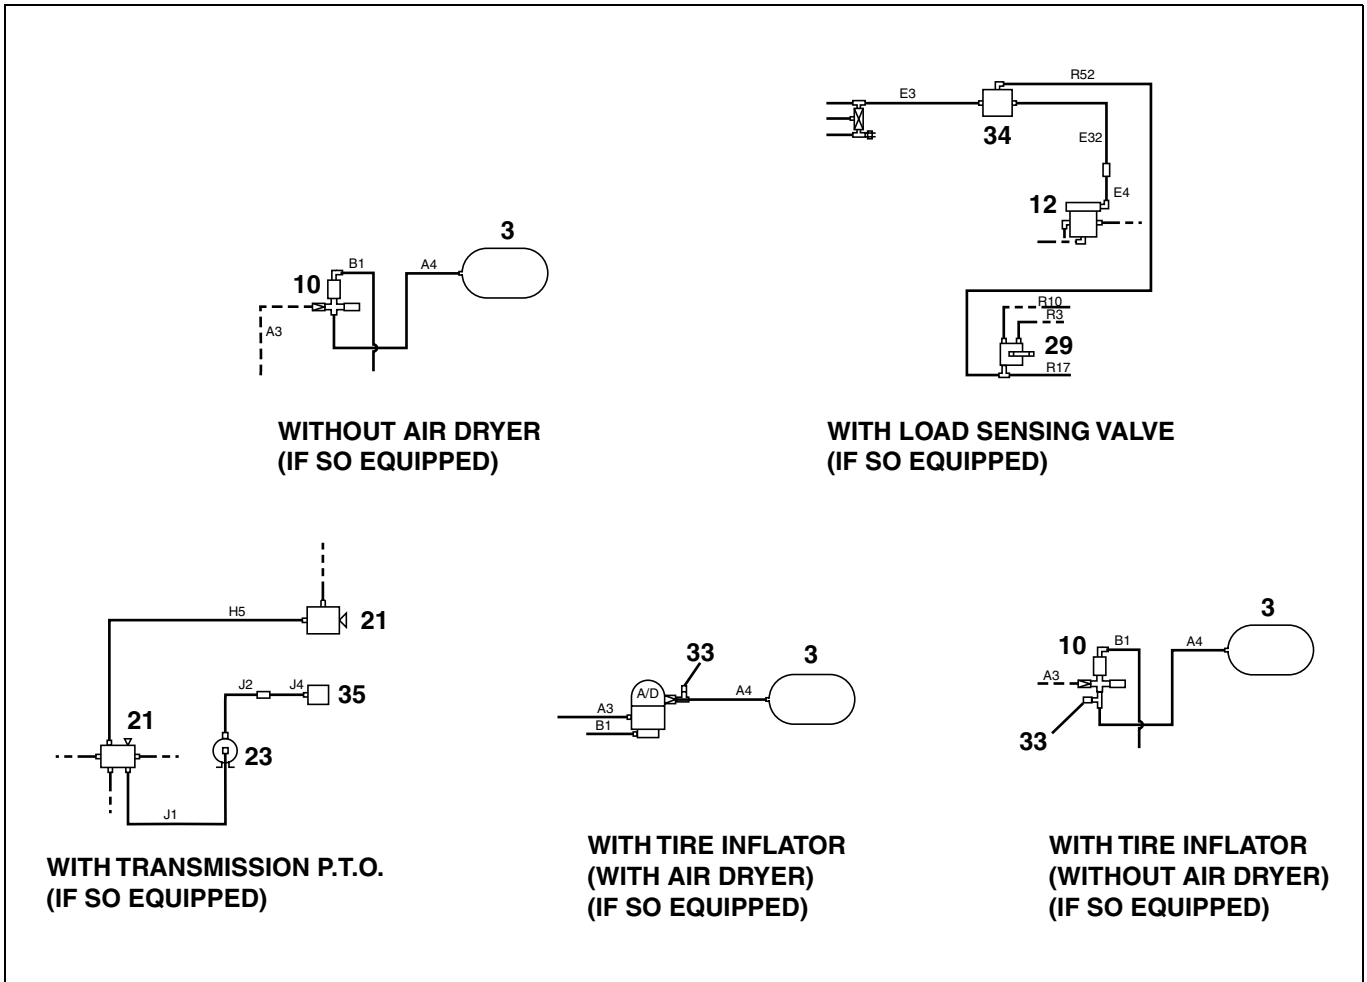 3
10
B1
A4
A3
WITHOUT AIR DRYER
(IF SO EQUIPPED)
R52
E3
34
E32
12
E4
R10
R3
29
R17
WITH LOAD SENSING VALVE
(IF SO EQUIPPED)
H5
21
J2
J4
35
21
23
J1
WITH TRANSMISSION P.T.O.
(IF SO EQUIPPED)
33
3
A/D
A4
A3
B1
WITH TIRE INFLATOR
(WITH AIR DRYER)
(IF SO EQUIPPED)
3
10
B1
A4
A3
33
WITH TIRE INFLATOR
(WITHOUT AIR DRYER)
(IF SO EQUIPPED)